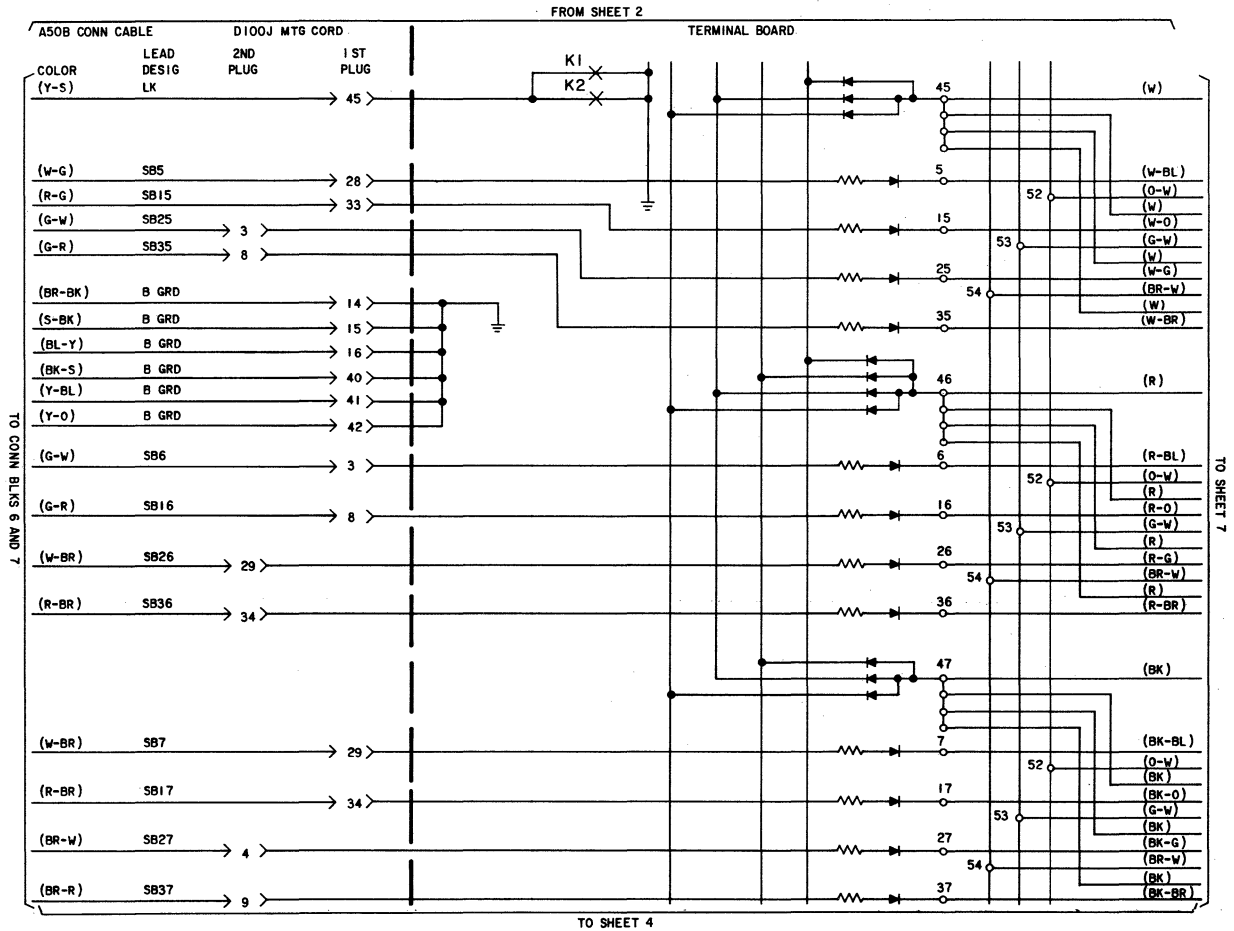 FROM SHEET 2
A50B CONN CABLE D100J MTG CORD TERMINAL BOARD
LEAD 2ND 1ST
COLOR DESIG PLUG PLUG
K1
(Y-S) LK 45 K2 45 (W)
(W-G) SB5 28 5 (W-BL)
(R-G) SB15 33 52 (O-W)
(W)
(G-W) SB25 3 15 (W-O)
(G-R) SB35 8 53 (G-W)
(W)
25 (W-G)
(BR-BK) B GRD 14 54 (BR-W)
(W)
(S-BK) B GRD 15 35 (W-BR)
(BL-Y) B GRD 16
(BK-S) B GRD 40 46 (R)
(Y-BL) B GRD 41
(Y-O) B GRD 42
(G-W) SB6 3 6 (R-BL)
52 (O-W)
(R)
(G-R) SB16 8 16 (R-O)
53 (G-W)
(R)
(W-BR) SB26 29 26 (R-G)
54 (BR-W)
(R)
(R-BR) SB36 34 36 (R-BR)
47 (BK)
(W-BR) SB7 29 7 (BK-BL)
52 (O-W)
(BK)
(R-BR) SB17 34 17 (BK-O)
53 (G-W)
(BK)
(BR-W) SB27 4 27 (BK-G)
54 (BR-W)
(BK)
(BR-R) SB37 9 37 (BK-BR)
TO CONN BLKS 6 AND 7
TO SHEET 7
TO SHEET 4